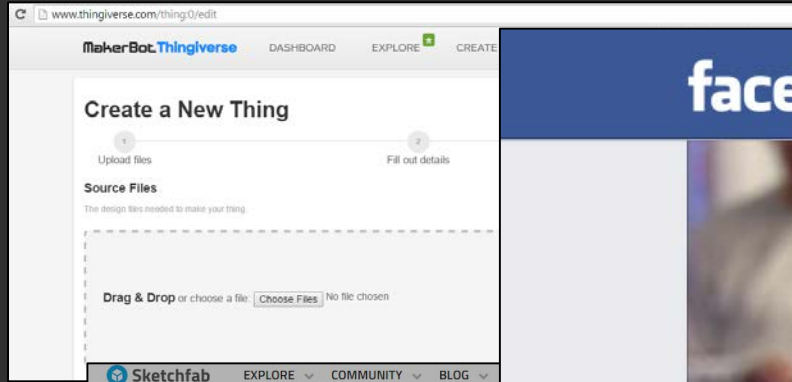 C www.thingiverse.com/thing:0/edit
MakerBot Thingiverse DASHBOARD EXPLORE CREATE
Create a New Thing
1 2
Upload files Fill out details
Source Files
The design files needed to make your thing.
Drag & Drop or choose a file: Choose Files No file chosen
Sketchfab EXPLORE COMMUNITY BLOG
face